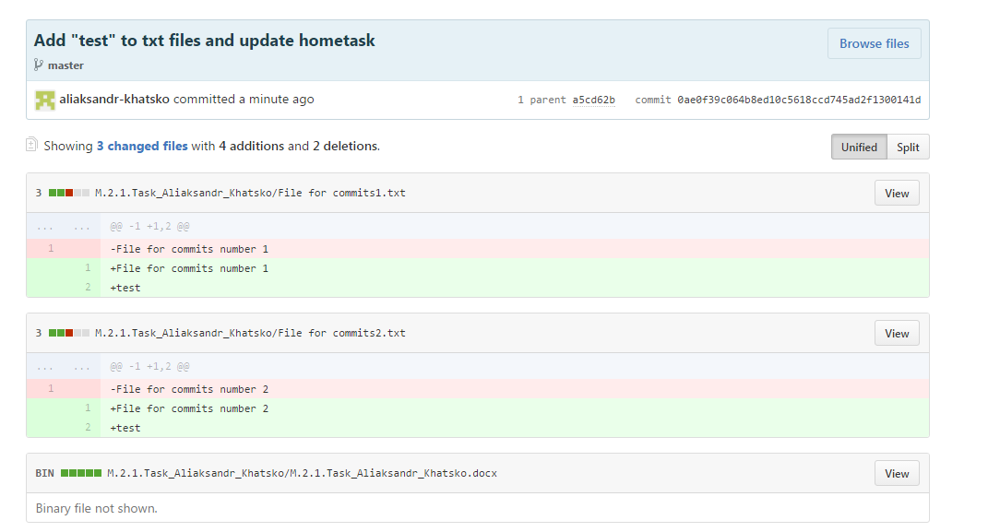 Add "test" to txt files and update hometask
Browse files
master
aliaksandr-khatsko committed a minute ago
1 parent a5cd62b commit 0ae0f39c064b8ed10c5618ccd745ad2f1300141d
Showing 3 changed files with 4 additions and 2 deletions.
Unified Split
3 M.2.1.Task_Aliaksandr_Khatsko/File for commits1.txt
View
... ... @@ -1 +1,2 @@
1 -File for commits number 1
1 +File for commits number 1
2 +test
3 M.2.1.Task_Aliaksandr_Khatsko/File for commits2.txt
View
... ... @@ -1 +1,2 @@
1 -File for commits number 2
1 +File for commits number 2
2 +test
BIN M.2.1.Task_Aliaksandr_Khatsko/M.2.1.Task_Aliaksandr_Khatsko.docx
View
Binary file not shown.